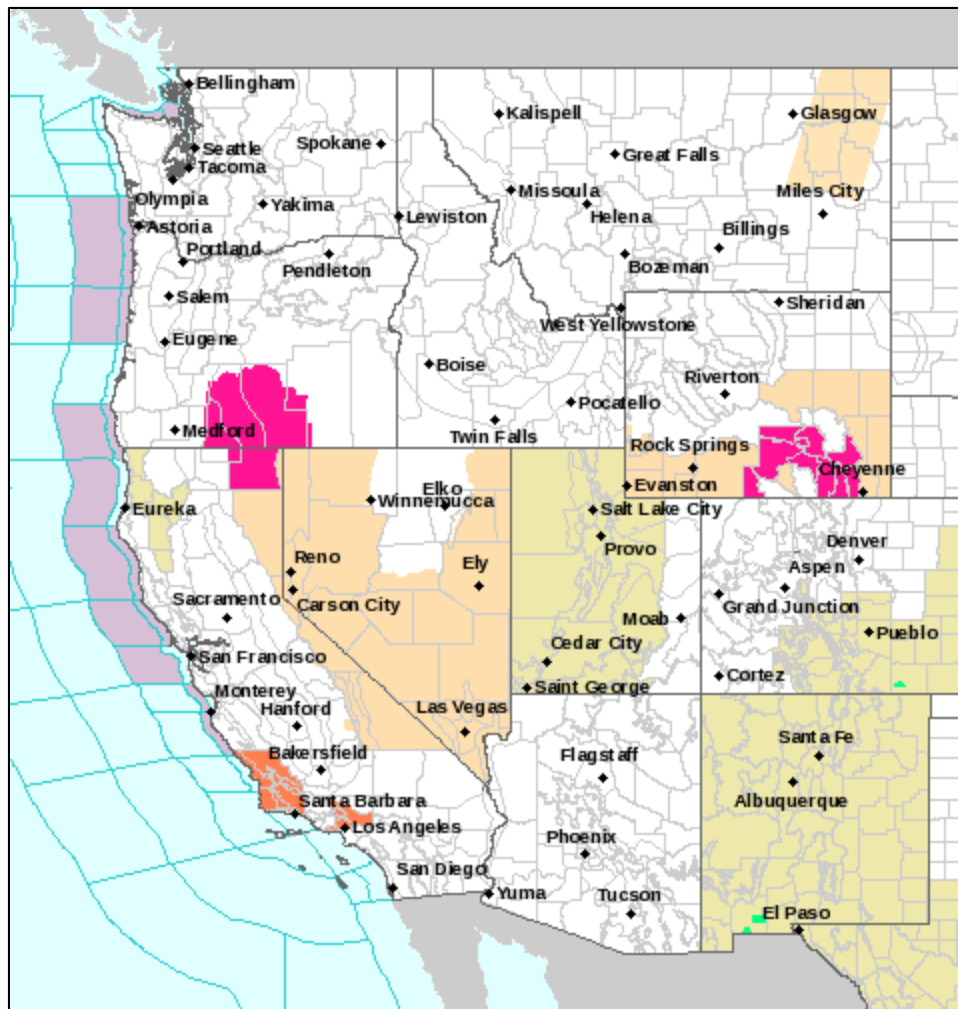 Bellingham
Kalispell
Glasgow
Seattle
Spokane
Great Falls
Tacoma
Missoula
Miles City
Olympia
Yakima
Lewiston
Helena
Astoria
Billings
Portland
Pendleton
Bozeman
Salem
Sheridan
West Yellowstone
Eugene
Boise
Riverton
Pocatello
Medford
Twin Falls
Rock Springs
Cheyenne
Evanston
Elko
Winnemucca
Eureka
Salt Lake City
Provo
Denver
Reno
Ely
Aspen
Sacramento
Carson City
Grand Junction
Moab
Pueblo
San Francisco
Cedar City
Cortez
Saint George
Monterey
Hanford
Las Vegas
Santa Fe
Bakersfield
Flagstaff
Albuquerque
Santa Barbara
Los Angeles
Phoenix
San Diego
Yuma
Tucson
El Paso